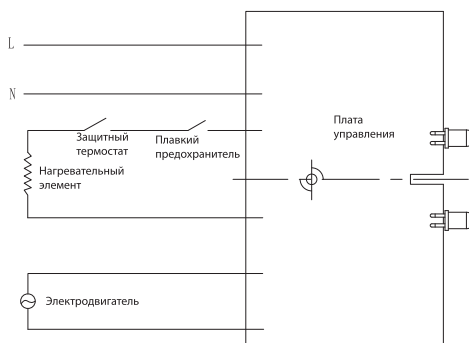 L
N
Защитный
термостат
Плавкий
предохранитель
Плата
управления
Нагревательный
элемент
Электродвигатель